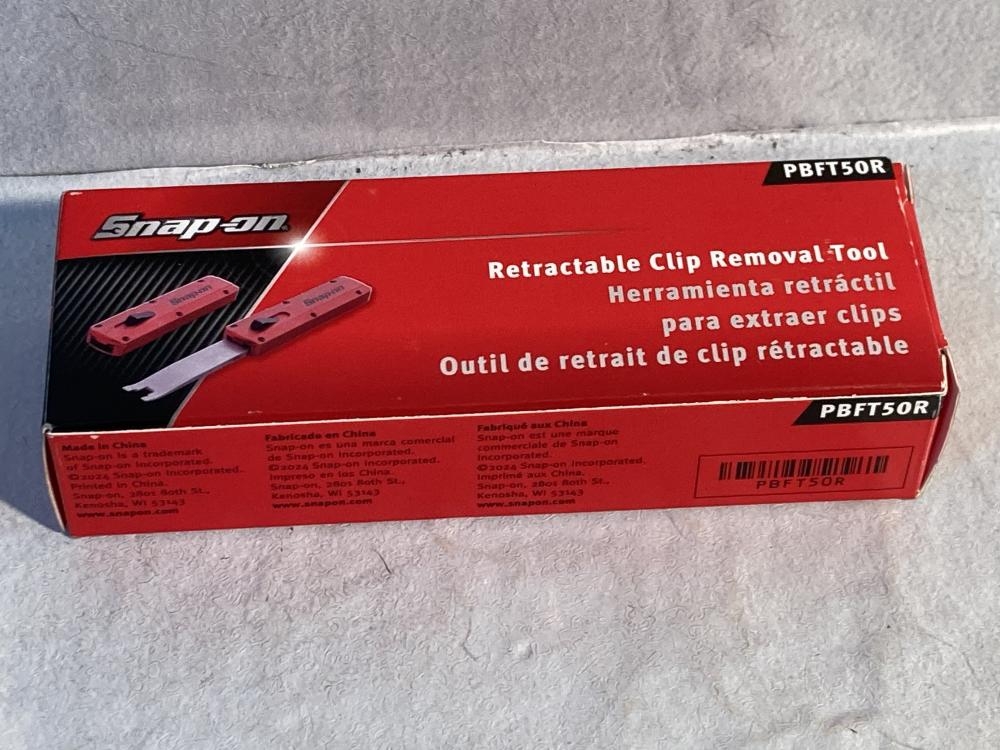 PBFT50R
Snap-on
Retractable Clip Removal Tool
Herramienta retráctil
para extraer clips
Outil de retrait de clip rétractable
Snap-on
Snap-on
PBFT50R
Made in China
Snap-on is a trademark
of Snap-on Incorporated.
©2024 Snap-on Incorporated.
Printed in China.
Snap-on, 2801 80th St.,
Kenosha, WI 53143
www.snapon.com
Fabricado en China
Snap-on es una marca comercial
de Snap-on Incorporated.
©2024 Snap-on Incorporated.
Impreso en las China.
Snap-on, 2801 80th St.,
Kenosha, WI 53143
www.snapon.com
Fabriqué aux China
Snap-on est une marque
commerciale de Snap-on
Incorporated.
©2024 Snap-on Incorporated.
Imprimé aux China.
Snap-on, 2801 80th St.,
Kenosha, WI 53143
www.snapon.com
PBFT50R